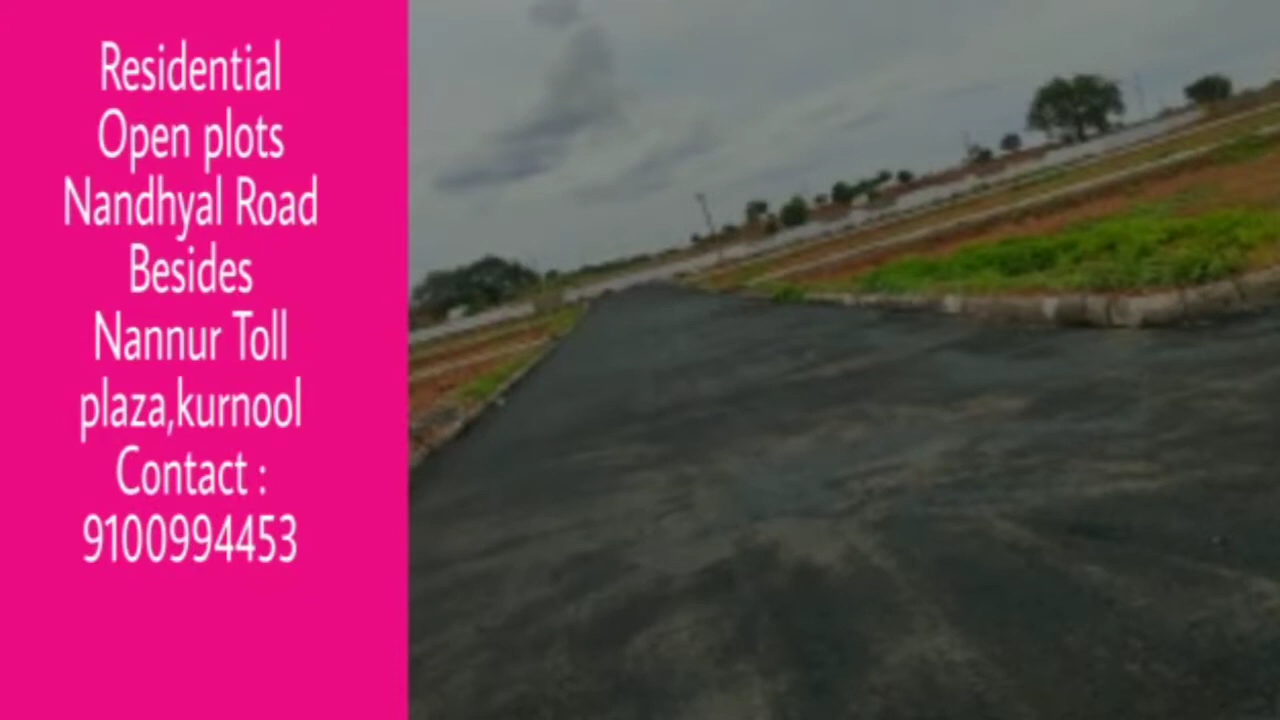 Residential
Open plots
Nandhyal Road
Besides
Nannur Toll
plaza,kurnool
Contact :
9100994453